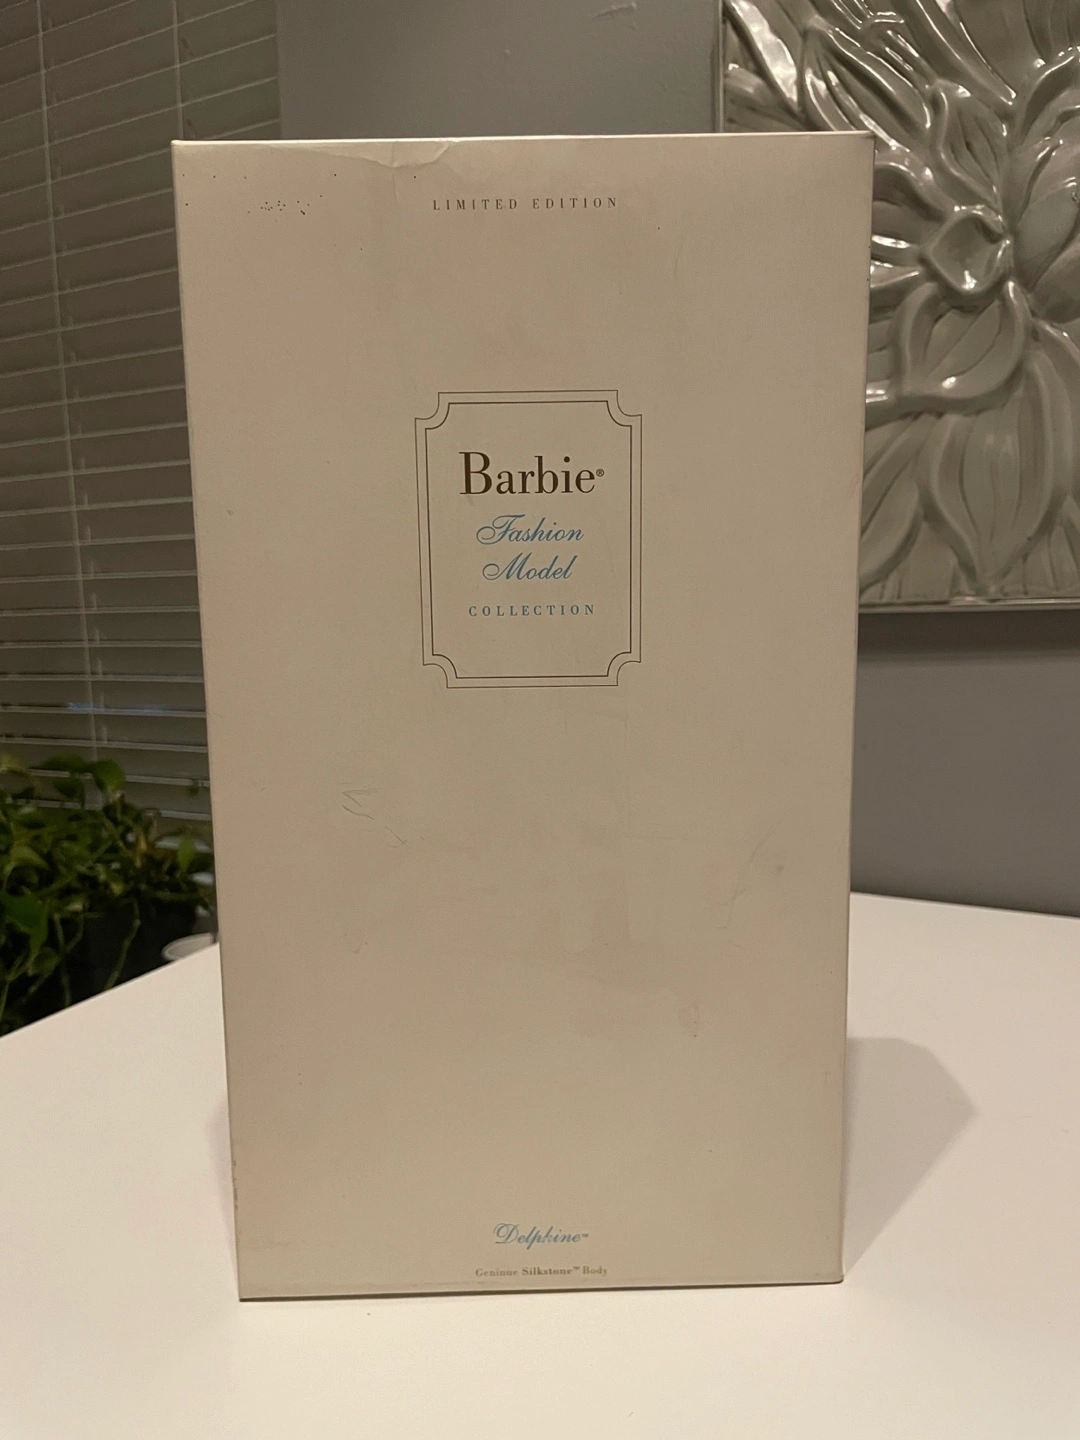 LIMITED EDITION
Barbie®
Fashion
Model
COLLECTION
Delphine™
Genuine Silkstone™ Body